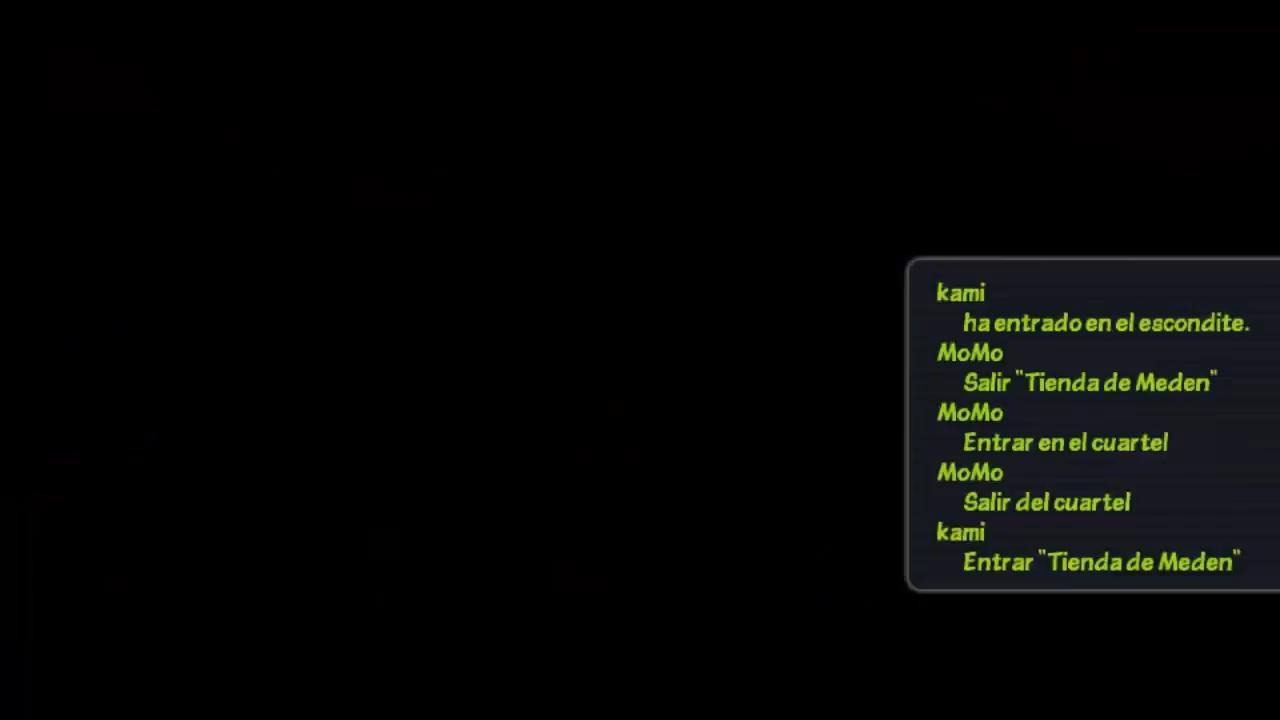 kami
ha entrado en el escondite.
MoMo
Salir "Tienda de Meden"
MoMo
Entrar en el cuartel
MoMo
Salir del cuartel
kami
Entrar "Tienda de Meden"